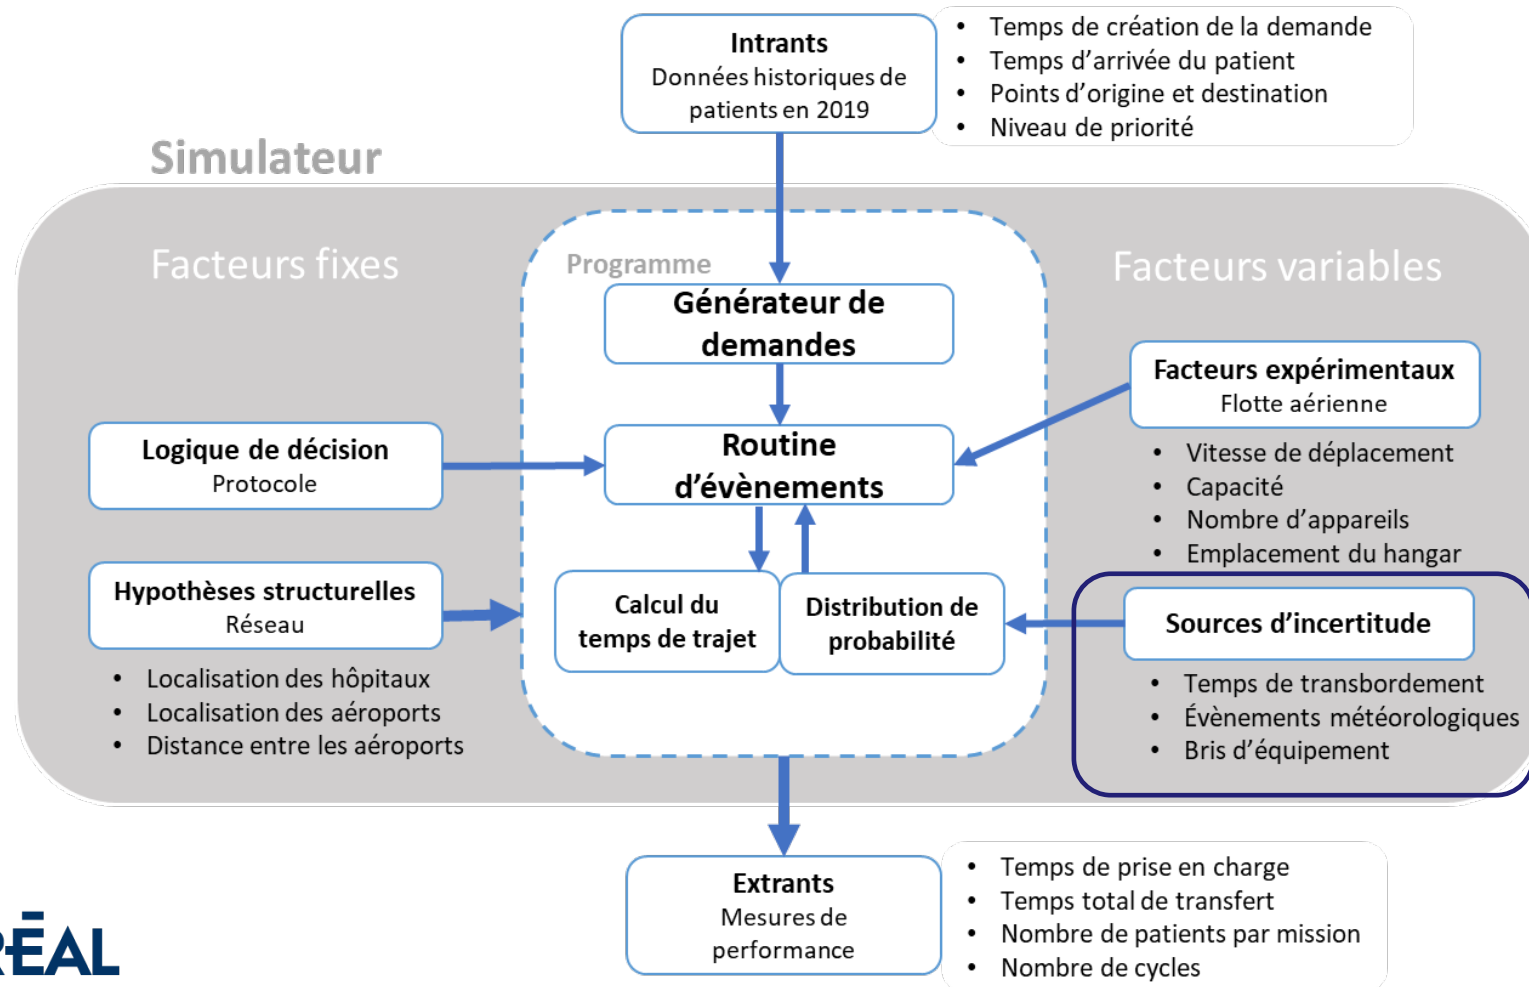 Intrants
Données historiques de
patients en 2019
• Temps de création de la demande
• Temps d'arrivée du patient
• Points d'origine et destination
• Niveau de priorité
Simulateur
Facteurs fixes
Programme
Facteurs variables
Générateur de
demandes
Facteurs expérimentaux
Flotte aérienne
• Vitesse de déplacement
• Capacité
• Nombre d'appareils
• Emplacement du hangar
Logique de décision
Protocole
Routine
d'évènements
Hypothèses structurelles
Réseau
• Localisation des hôpitaux
• Localisation des aéroports
• Distance entre les aéroports
Calcul du
temps de trajet
Distribution de
probabilité
Sources d'incertitude
• Temps de transbordement
• Évènements météorologiques
• Bris d'équipement
Extrants
Mesures de
performance
• Temps de prise en charge
• Temps total de transfert
• Nombre de patients par mission
• Nombre de cycles
RÉAL